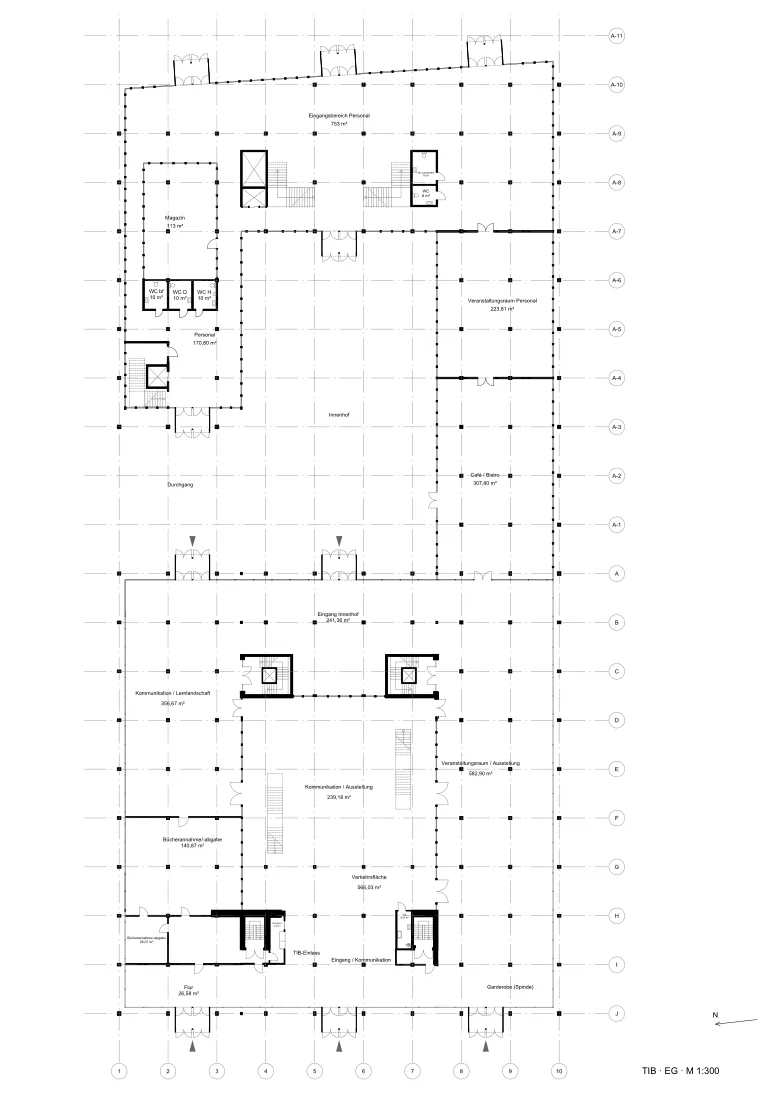 A-11
A-10
Eingangsbereich Personal
753 m²
A-9
A-8
WC
6 m²
Magazin
113 m²
A-7
A-6
WC bf
10 m²
WC D
10 m²
WC H
10 m²
Veranstaltungsraum Personal
223,81 m²
A-5
Personal
170,80 m²
A-4
Innenhof
A-3
Café / Bistro
307,80 m²
A-2
Durchgang
A-1
A
Eingang Innenhof
241,36 m²
B
C
Kommunikation / Lernlandschaft
356,67 m²
D
Veranstaltungsraum / Ausstellung
582,90 m²
E
Kommunikation / Ausstellung
239,18 m²
F
Bücherannahme/-abgabe
140,87 m²
G
Verkehrsfläche
566,03 m²
H
Bücherannahme/-abgabe
TIB-Einlass
Eingang / Kommunikation
I
Flur
26,58 m²
Garderobe (Spinde)
J
N
1
2
3
4
5
6
7
8
9
10
TIB · EG · M 1:300